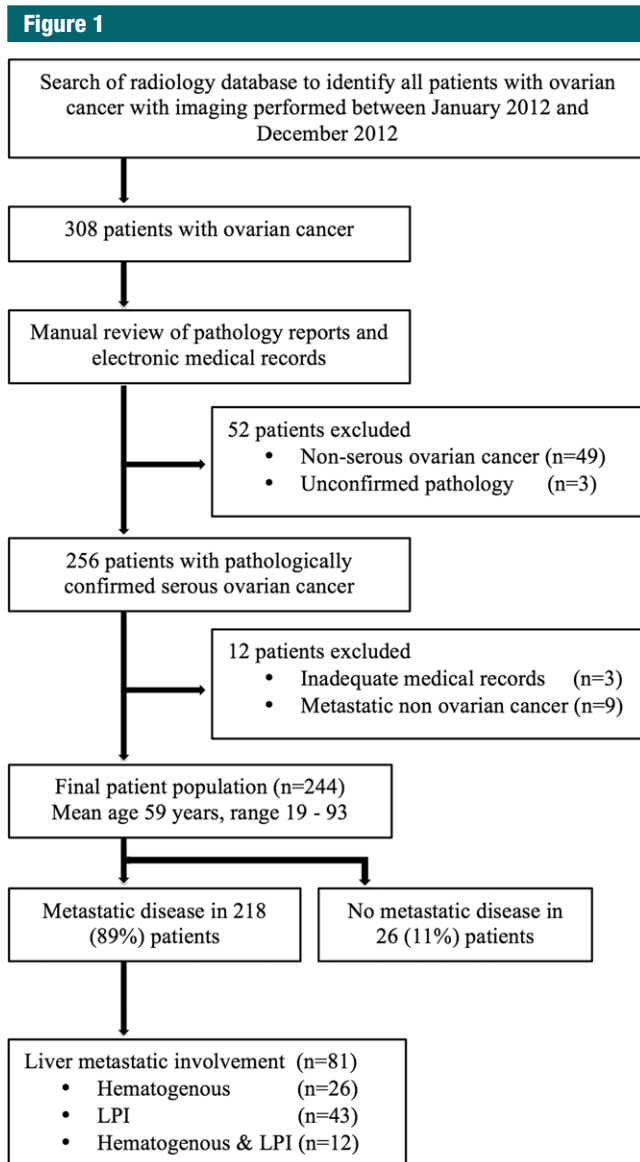 Figure 1
Search of radiology database to identify all patients with ovarian
cancer with imaging performed between January 2012 and
December 2012
308 patients with ovarian cancer
Manual review of pathology reports and
electronic medical records
52 patients excluded
• Non-serous ovarian cancer (n=49)
• Unconfirmed pathology (n=3)
256 patients with pathologically
confirmed serous ovarian cancer
12 patients excluded
• Inadequate medical records (n=3)
• Metastatic non ovarian cancer (n=9)
Final patient population (n=244)
Mean age 59 years, range 19 - 93
Metastatic disease in 218
(89%) patients
No metastatic disease in
26 (11%) patients
Liver metastatic involvement (n=81)
• Hematogenous (n=26)
• LPI (n=43)
• Hematogenous & LPI (n=12)